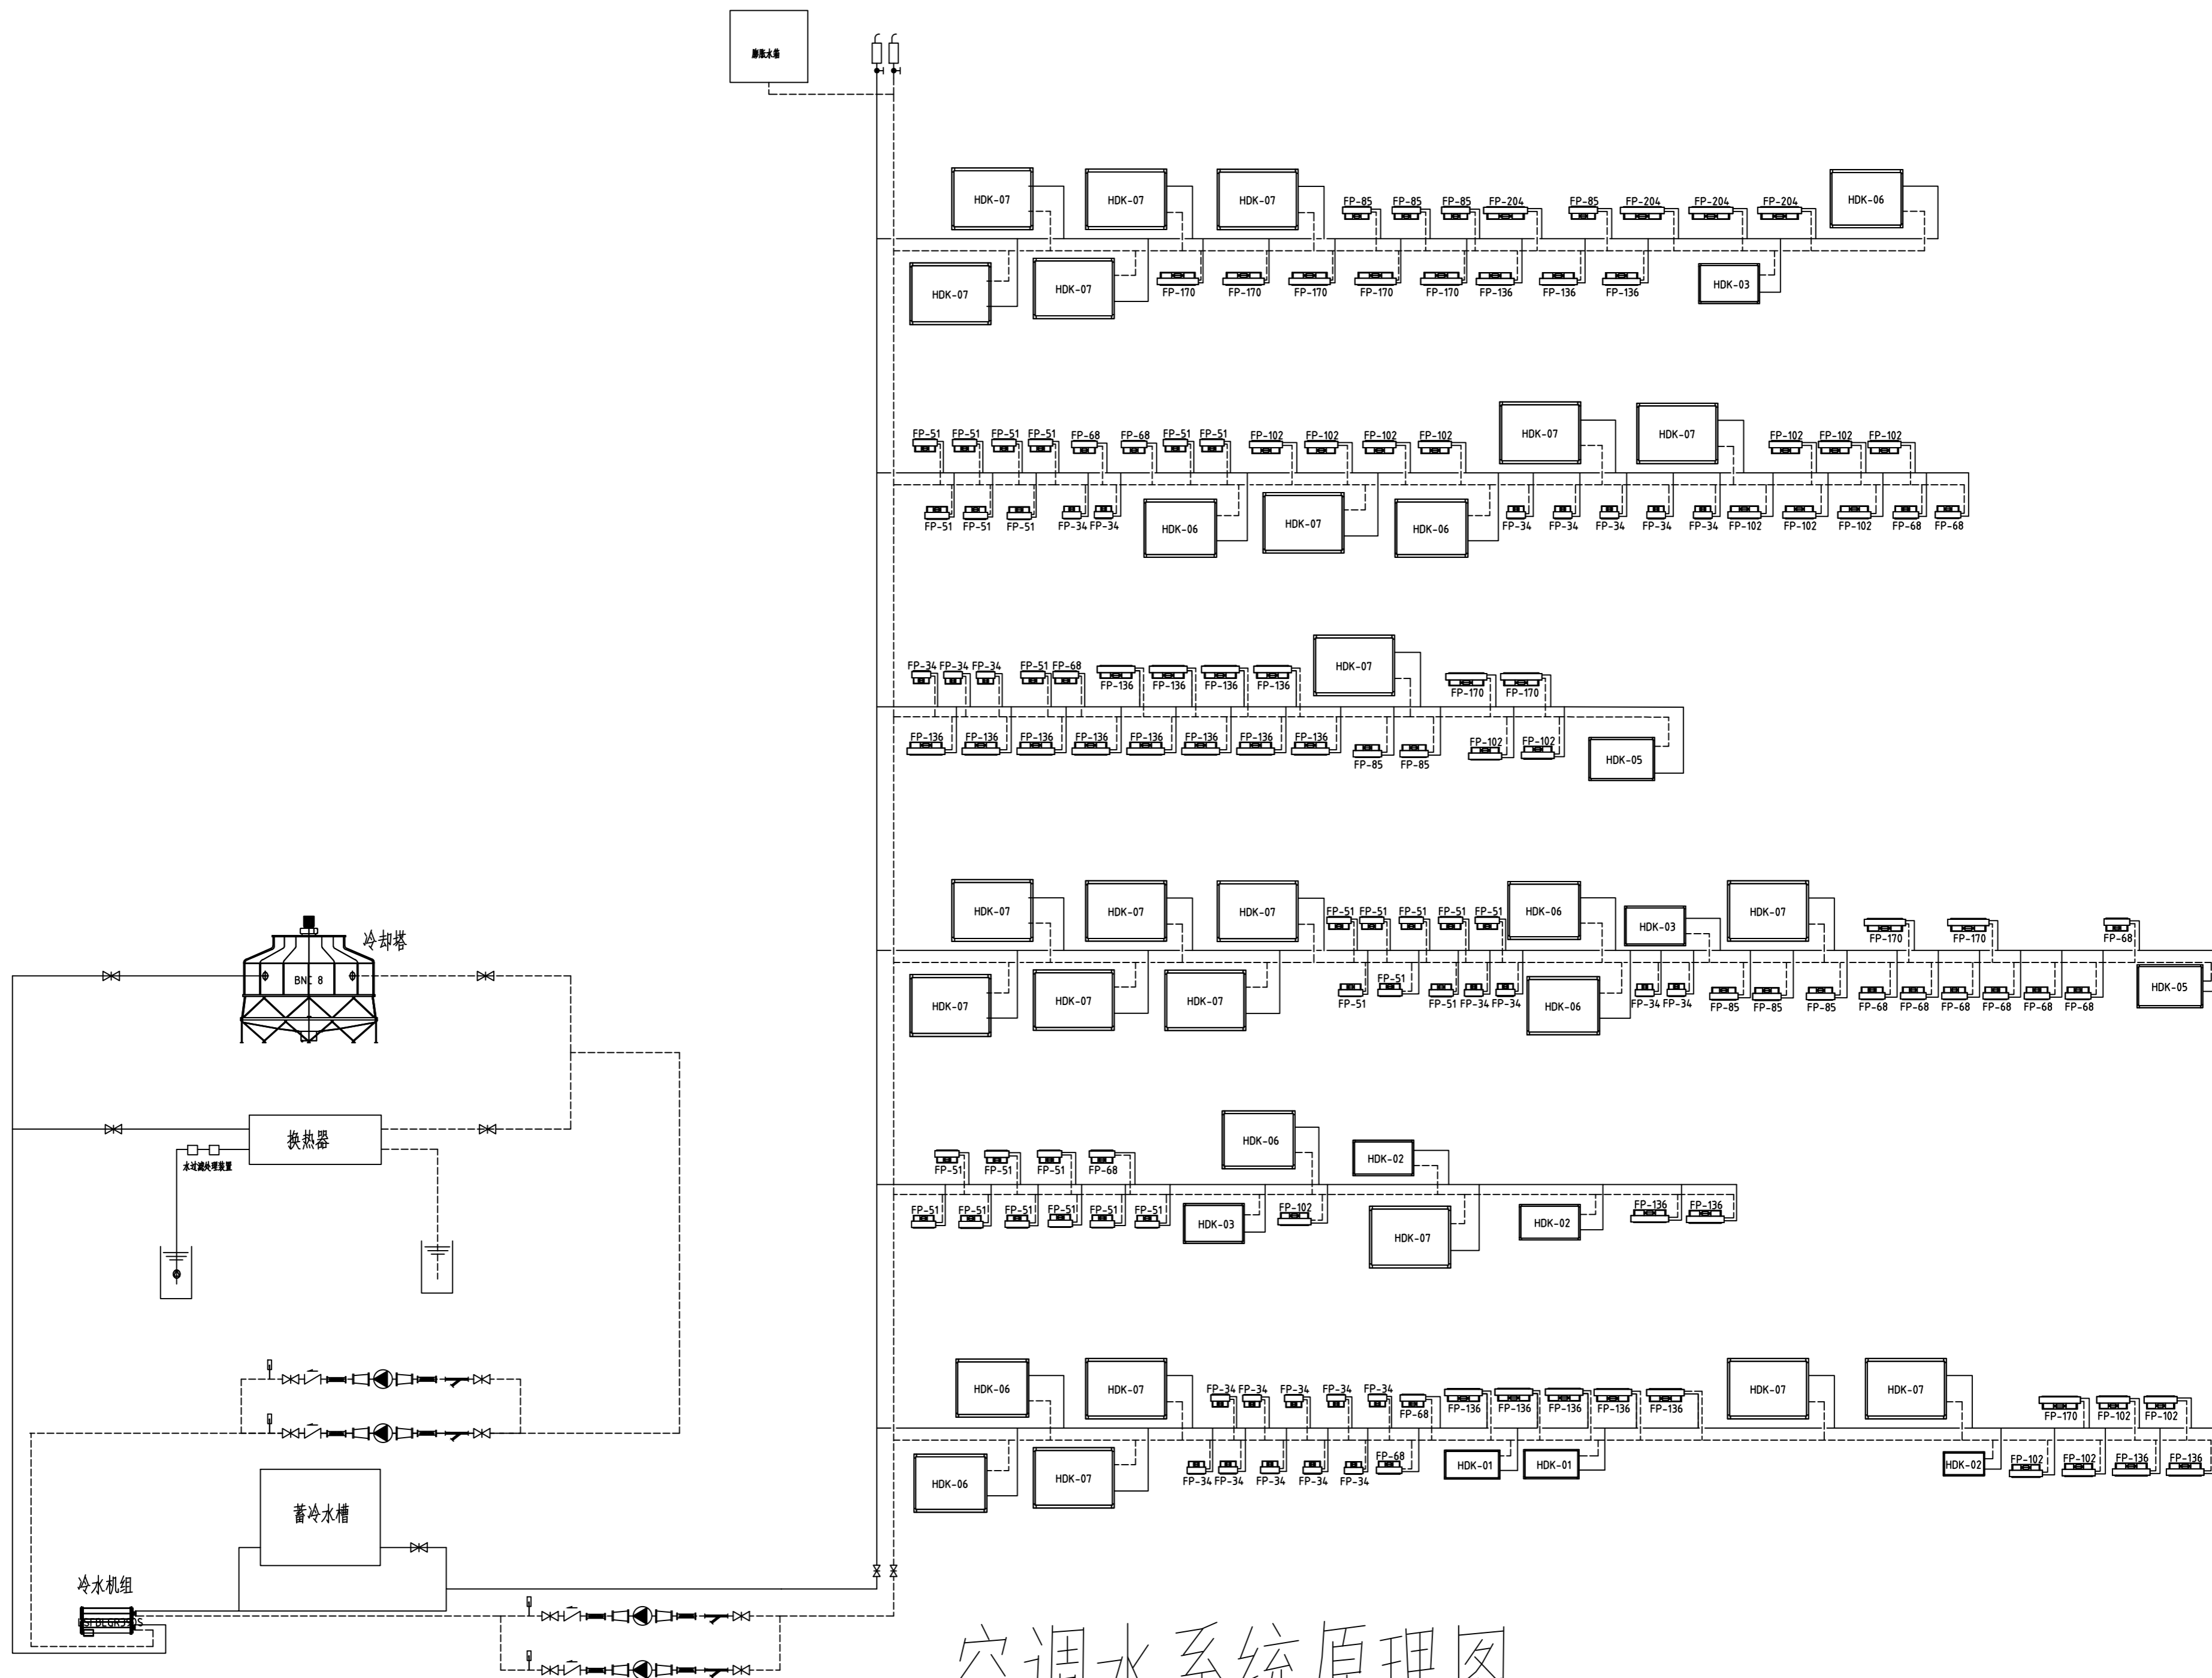 膨胀水箱
HDK-07 HDK-07 HDK-07 FP-85 FP-85 FP-85 FP-204 FP-85 FP-204 FP-204 FP-204 HDK-06
HDK-07 HDK-07 FP-170 FP-170 FP-170 FP-170 FP-170 FP-136 FP-136 FP-136 HDK-03
FP-51 FP-51 FP-51 FP-51 FP-68 FP-68 FP-51 FP-51 FP-102 FP-102 FP-102 FP-102 HDK-07 HDK-07 FP-102 FP-102 FP-102
FP-51 FP-51 FP-51 FP-34 FP-34 HDK-06 HDK-07 HDK-06 FP-34 FP-34 FP-34 FP-34 FP-34 FP-102 FP-102 FP-102 FP-68 FP-68
FP-34 FP-34 FP-34 FP-51 FP-68 FP-136 FP-136 FP-136 FP-136 HDK-07 FP-170 FP-170
FP-136 FP-136 FP-136 FP-136 FP-136 FP-136 FP-136 FP-136 FP-85 FP-85 FP-102 FP-102 HDK-05
HDK-07 HDK-07 HDK-07 FP-51 FP-51 FP-51 FP-51 FP-51 HDK-06 HDK-03 HDK-07 FP-170 FP-170 FP-68
HDK-07 HDK-07 HDK-07 FP-51 FP-51 FP-51 FP-34 FP-34 HDK-06 FP-34 FP-34 FP-85 FP-85 FP-85 FP-68 FP-68 FP-68 FP-68 FP-68 FP-68 HDK-05
冷却塔
换热器
水过滤处理装置
FP-51 FP-51 FP-51 FP-68 HDK-06 HDK-02
FP-51 FP-51 FP-51 FP-51 FP-51 FP-51 HDK-03 FP-102 HDK-07 HDK-02 FP-136 FP-136
HDK-06 HDK-07 FP-34 FP-34 FP-34 FP-34 FP-34 FP-68 FP-136 FP-136 FP-136 FP-136 FP-136 HDK-07 HDK-07 FP-170 FP-102 FP-102
HDK-06 HDK-07 FP-34 FP-34 FP-34 FP-34 FP-34 FP-68 HDK-01 HDK-01 HDK-02 FP-102 FP-102 FP-136 FP-136
蓄冷水槽
冷水机组
空调水系统原理图